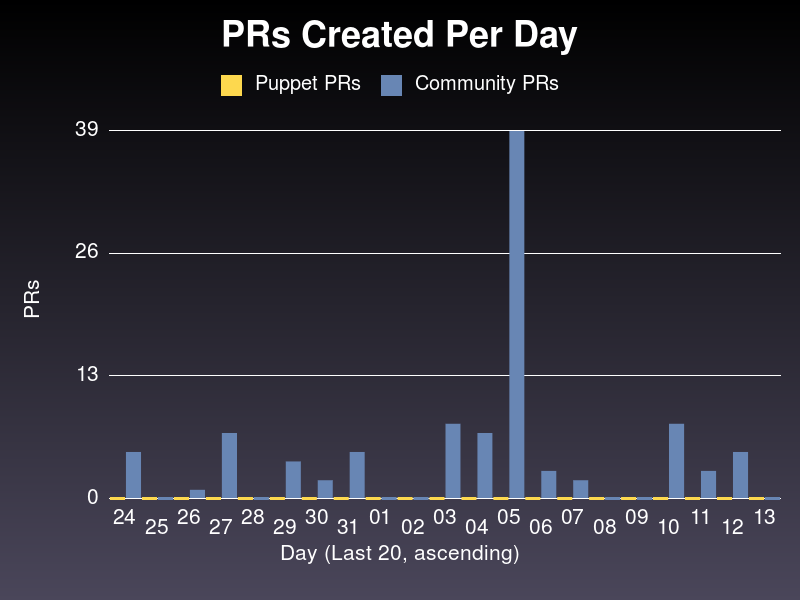 PRs Created Per Day
Puppet PRs Community PRs
39
26
13
0
PRs
24 25 26 27 28 29 30 31 01 02 03 04 05 06 07 08 09 10 11 12 13
Day (Last 20, ascending)